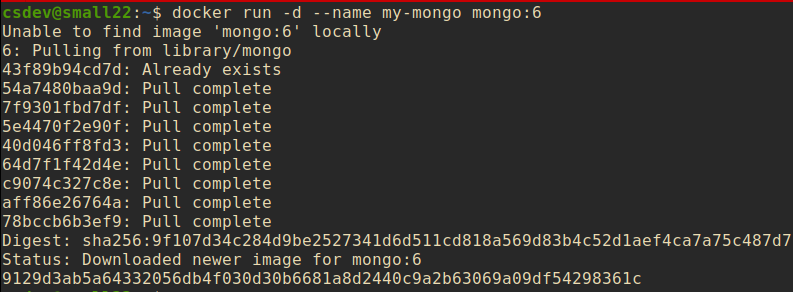 csdev@small22:~$ docker run -d --name my-mongo mongo:6
Unable to find image 'mongo:6' locally
6: Pulling from library/mongo
43f89b94cd7d: Already exists
54a7480baa9d: Pull complete
7f9301fbd7df: Pull complete
5e4470f2e90f: Pull complete
40d046ff8fd3: Pull complete
64d7f1f42d4e: Pull complete
c9074c327c8e: Pull complete
aff86e26764a: Pull complete
78bccb6b3ef9: Pull complete
Digest: sha256:9f107d34c284d9be2527341d6d511cd818a569d83b4c52d1aef4ca7a75c487d7
Status: Downloaded newer image for mongo:6
9129d3ab5a64332056db4f030d30b6681a8d2440c9a2b63069a09df54298361c